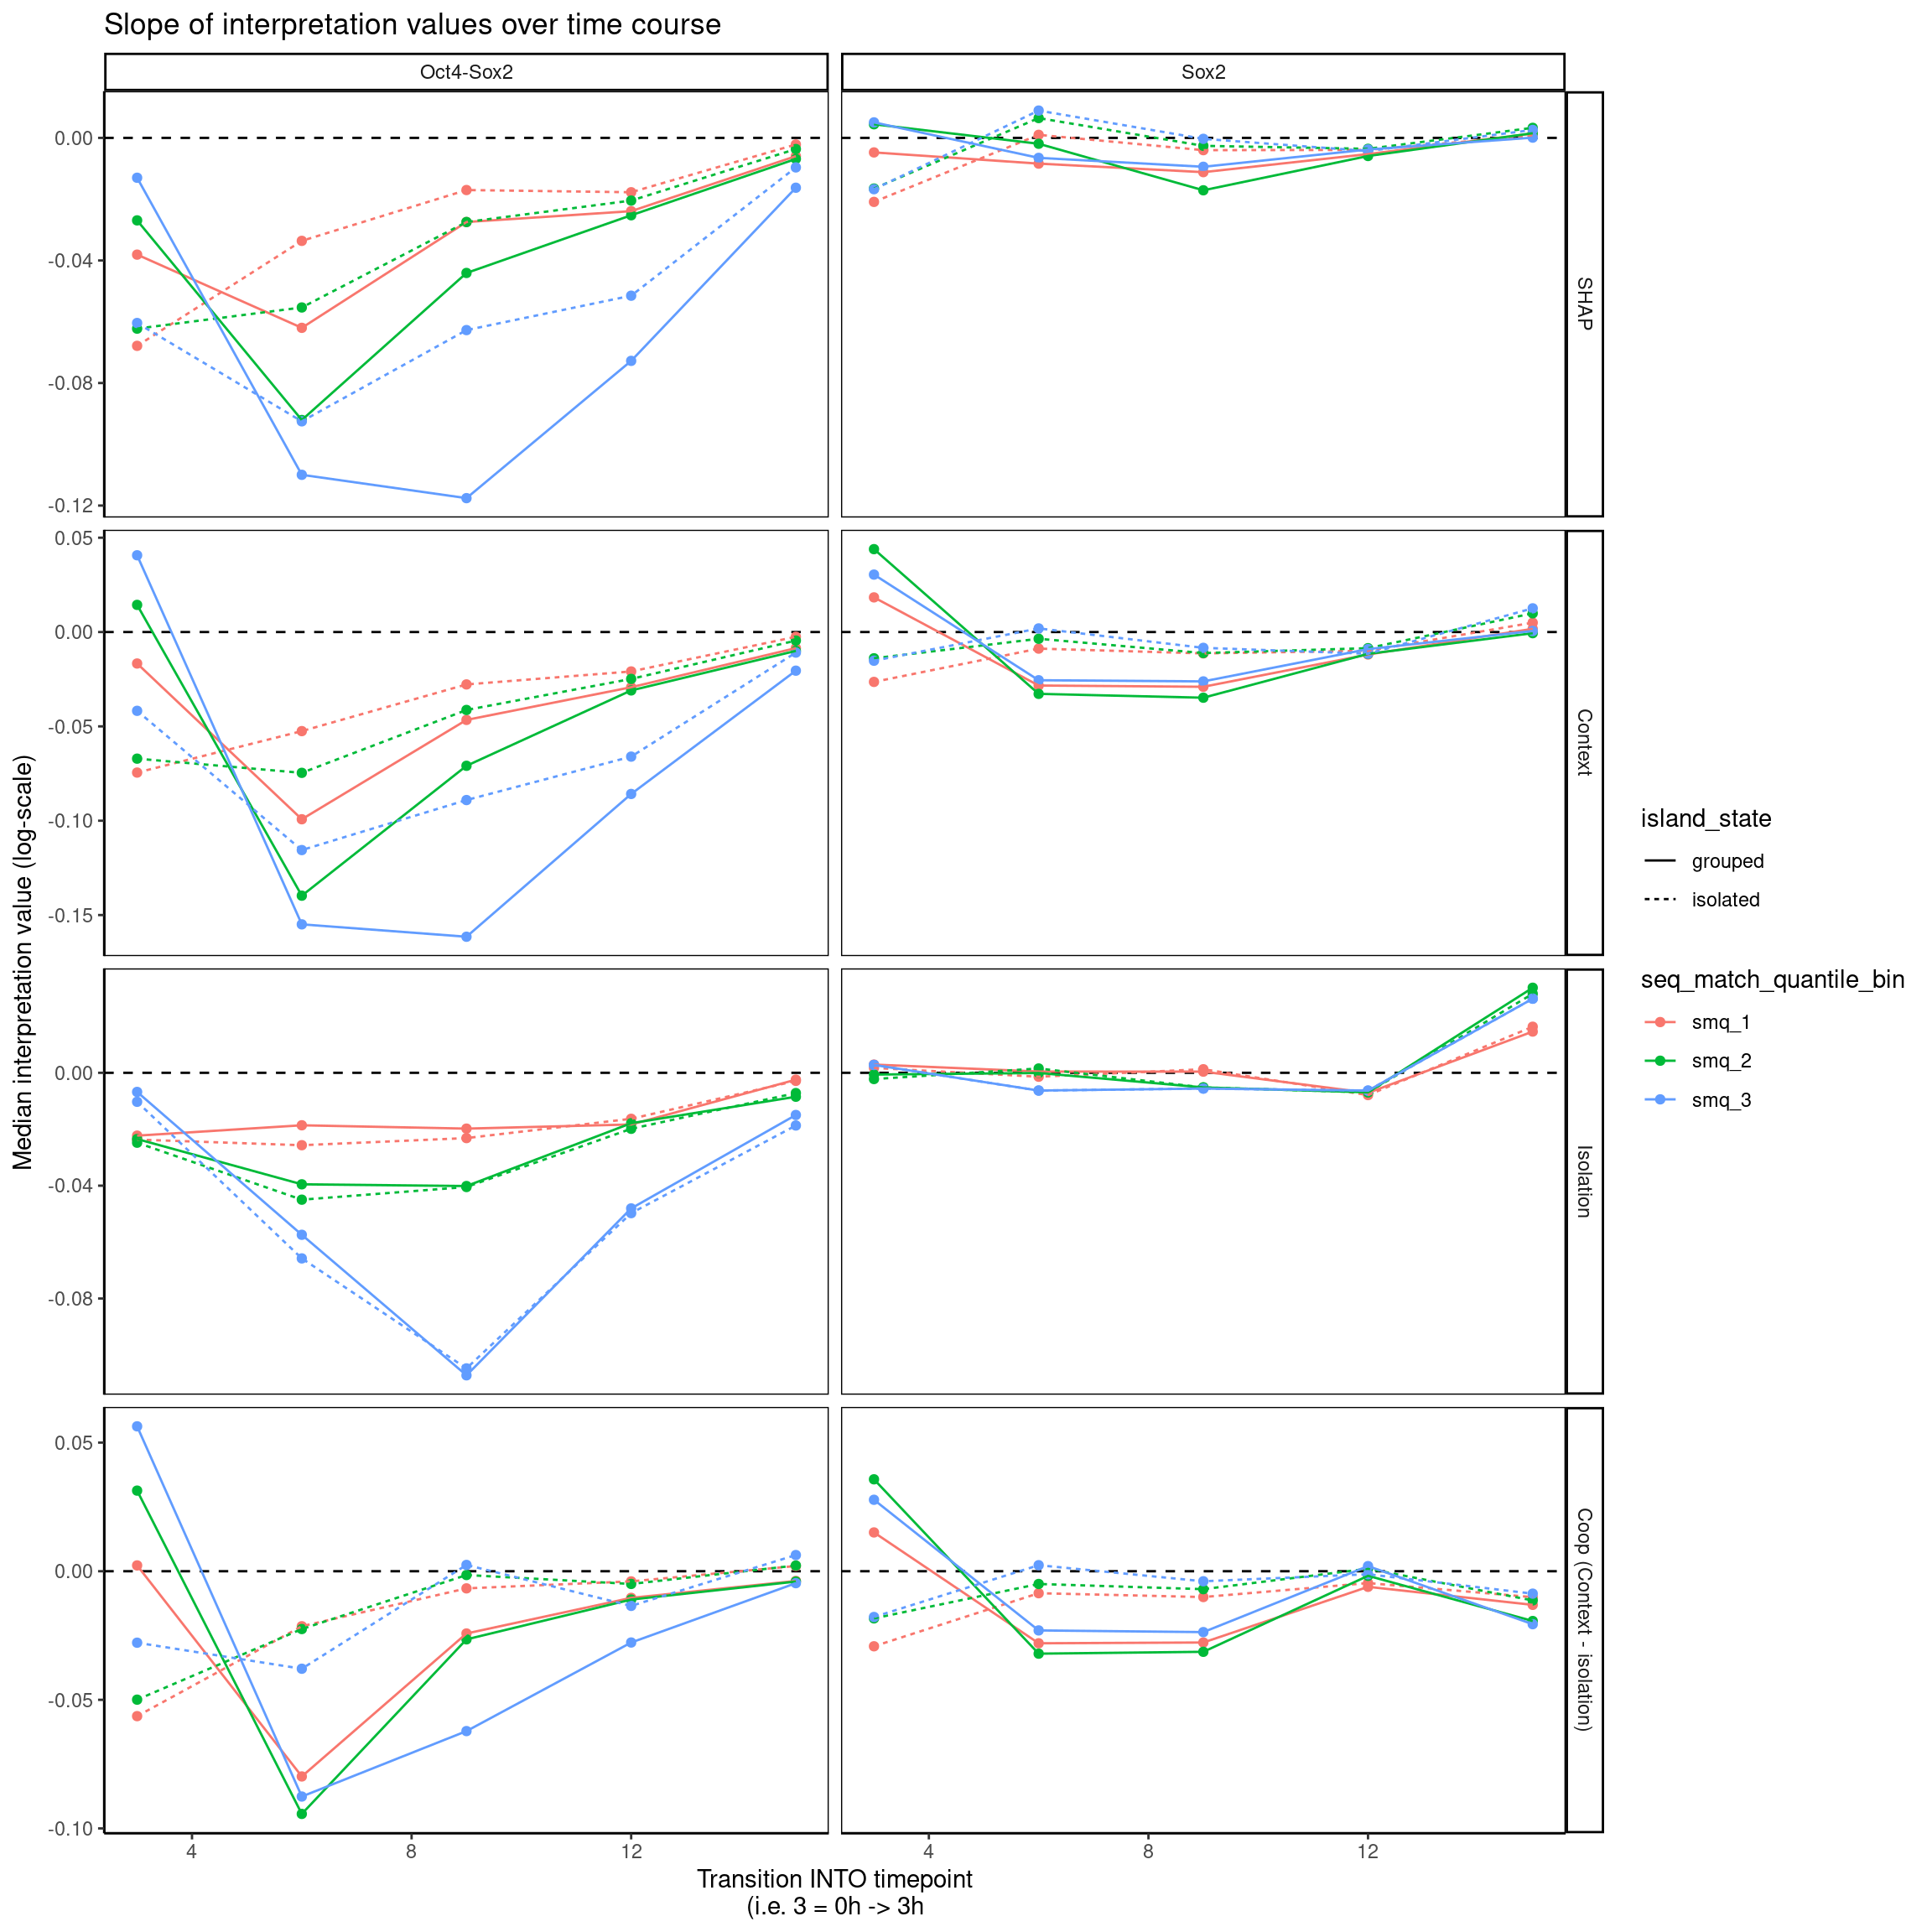 Slope of interpretation values over time course
Oct4-Sox2
Sox2
0.00
-0.04
-0.08
-0.12
SHAP
0.05
0.00
-0.05
-0.10
-0.15
Context
0.00
-0.04
-0.08
Isolation
0.05
0.00
-0.05
-0.10
Coop (Context - isolation)
4
8
12
4
8
12
Median interpretation value (log-scale)
Transition INTO timepoint
(i.e. 3 = 0h -> 3h
island_state
grouped
isolated
seq_match_quantile_bin
smq_1
smq_2
smq_3